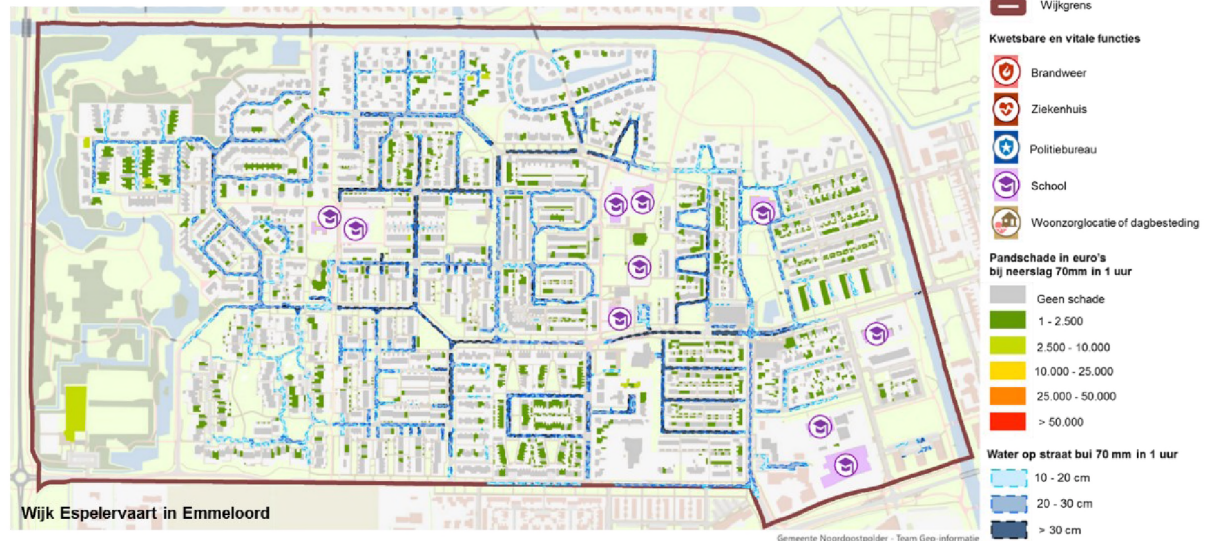 Wijkgrens
Kwetsbare en vitale functies
Brandweer
Ziekenhuis
Politiebureau
School
Woonzorglocatie of dagbesteding
Pandschade in euro's
bij neerslag 70mm in 1 uur
Geen schade
1 - 2.500
2.500 - 10.000
10.000 - 25.000
25.000 - 50.000
> 50.000
Water op straat bui 70 mm in 1 uur
10 - 20 cm
20 - 30 cm
> 30 cm
Wijk Espelervaart in Emmeloord
Gemeente Noordoostpolder - Team Geo-informatie